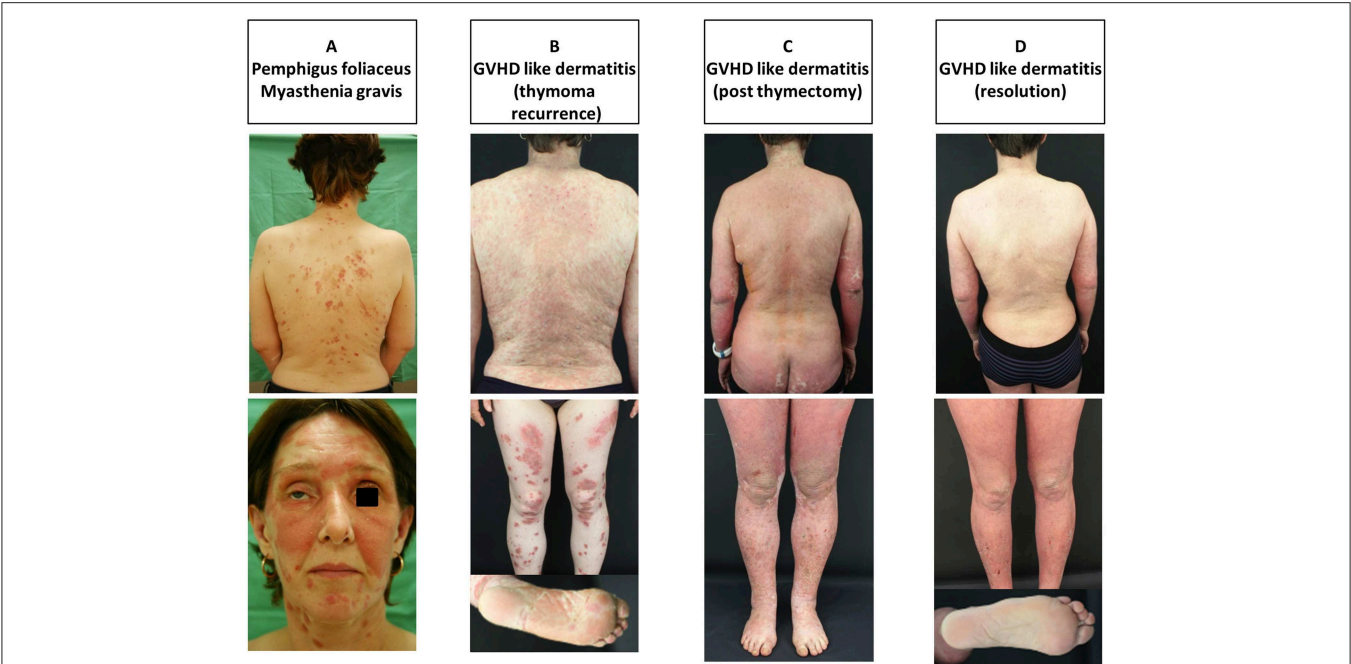 A
Pemphigus foliaceus
Myasthenia gravis
B
GVHD like dermatitis
(thymoma
recurrence)
C
GVHD like dermatitis
(post thymectomy)
D
GVHD like dermatitis
(resolution)